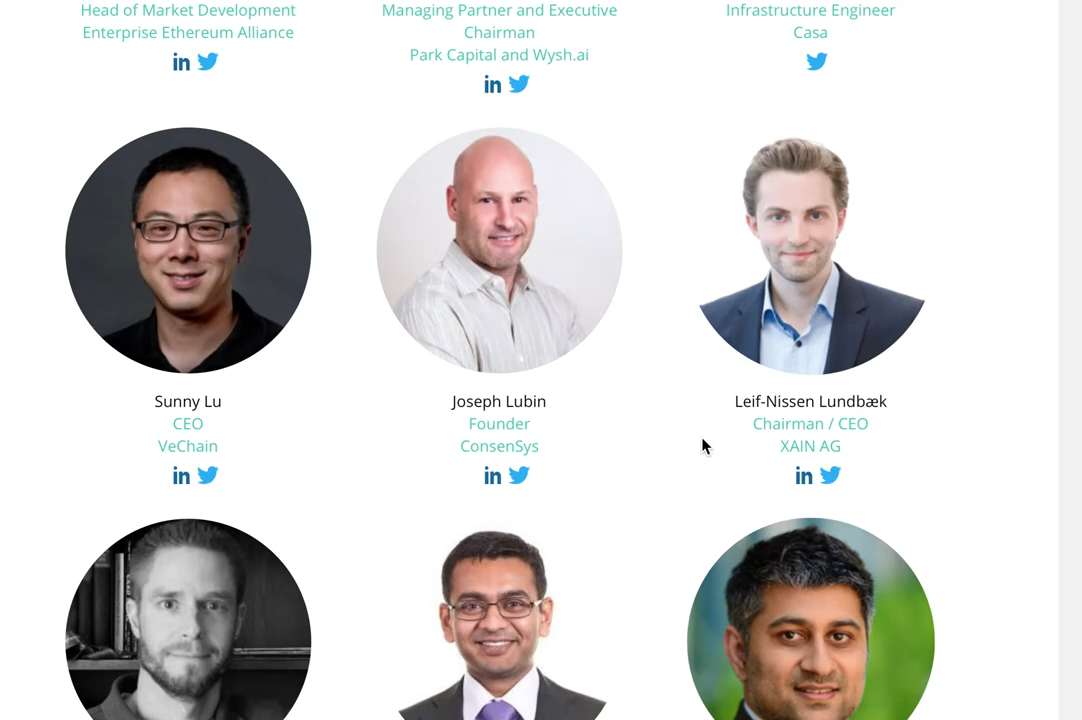 Head of Market Development
Enterprise Ethereum Alliance
Managing Partner and Executive
Chairman
Park Capital and Wysh.ai
Infrastructure Engineer
Casa
in
in
Sunny Lu
CEO
VeChain
in
Joseph Lubin
Founder
ConsenSys
in
Leif-Nissen Lundbæk
Chairman / CEO
XAIN AG
in